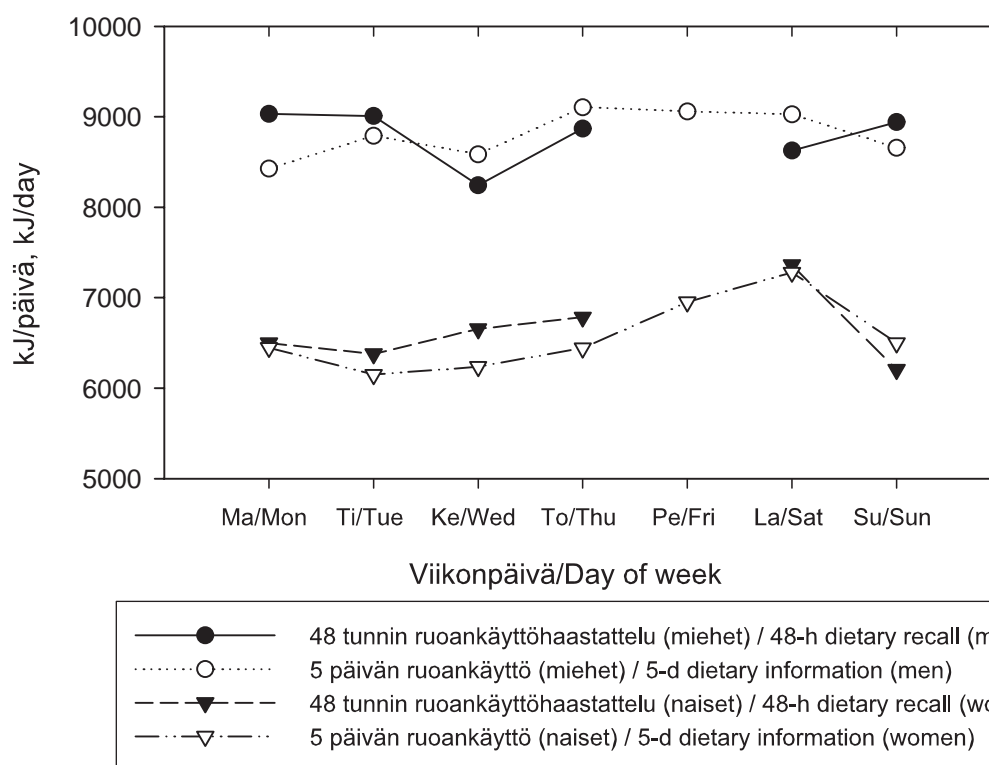 10000
9000
8000
7000
6000
5000
kJ/päivä, kJ/day
Ma/Mon Ti/Tue Ke/Wed To/Thu Pe/Fri La/Sat Su/Sun
Viikonpäivä/Day of week
48 tunnin ruoankäyttöhaastattelu (miehet) / 48-h dietary recall (m
5 päivän ruoankäyttö (miehet) / 5-d dietary information (men)
48 tunnin ruoankäyttöhaastattelu (naiset) / 48-h dietary recall (wo
5 päivän ruoankäyttö (naiset) / 5-d dietary information (women)